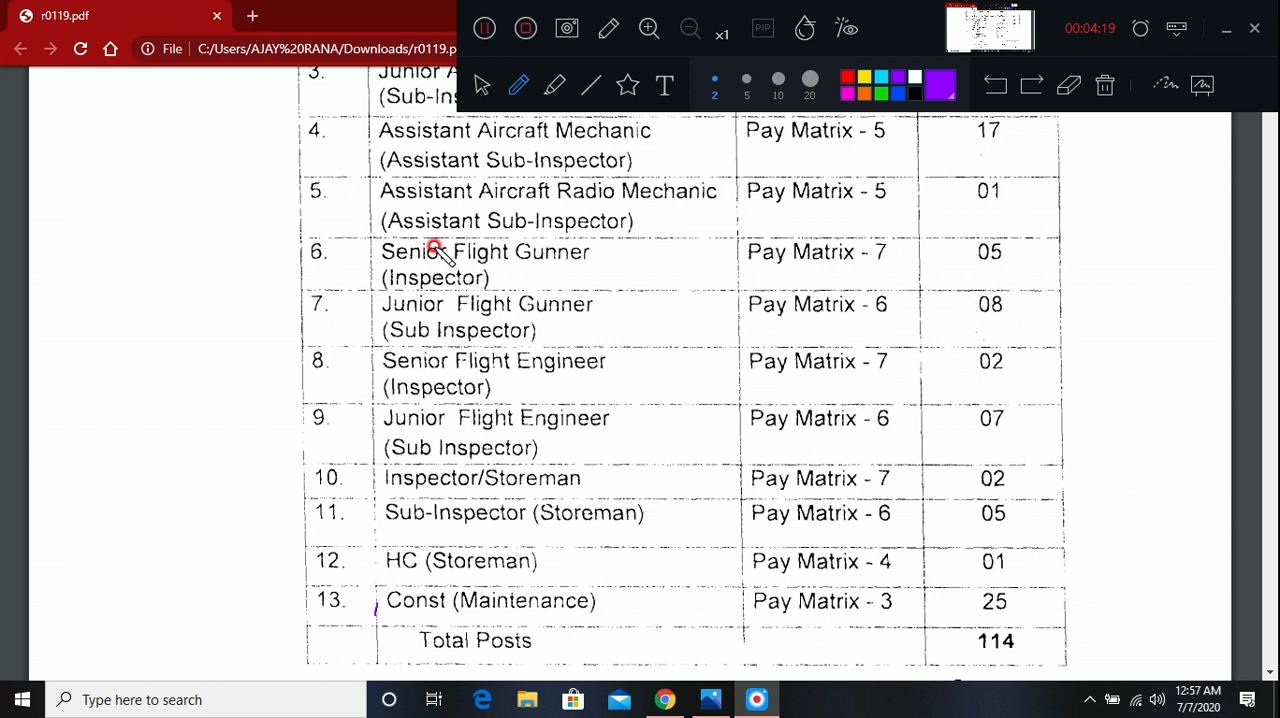 r0119.pdf
x1
PIP
00:04:19
File
C:/Users/AJAY%20RANA/Downloads/r0119.p
2
5
10
20
T
3.
Junior A
(Sub-Ins
4. Assistant Aircraft Mechanic Pay Matrix - 5 17
(Assistant Sub-Inspector)
5. Assistant Aircraft Radio Mechanic Pay Matrix - 5 01
(Assistant Sub-Inspector)
6. Senior Flight Gunner Pay Matrix - 7 05
(Inspector)
7. Junior Flight Gunner Pay Matrix - 6 08
(Sub Inspector)
8. Senior Flight Engineer Pay Matrix - 7 02
(Inspector)
9. Junior Flight Engineer Pay Matrix - 6 07
(Sub Inspector)
10. Inspector/Storeman Pay Matrix - 7 02
11. Sub-Inspector (Storeman) Pay Matrix - 6 05
12. HC (Storeman) Pay Matrix - 4 01
13. Const (Maintenance) Pay Matrix - 3 25
Total Posts 114
Type here to search
12:57 AM
7/7/2020